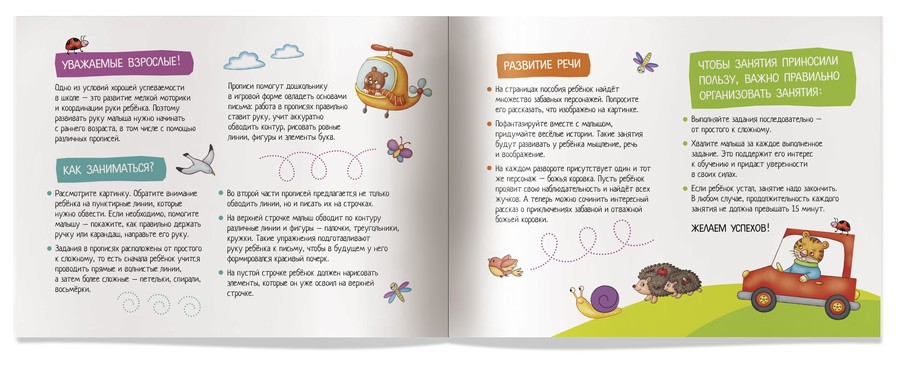 УВАЖАЕМЫЕ ВЗРОСЛЫЕ!
Одно из условий хорошей успеваемости
в школе – это развитие мелкой моторики
и координации руки ребёнка. Поэтому
развивать руку малыша нужно начинать
с раннего возраста, в том числе с помощью
различных прописей.
КАК ЗАНИМАТЬСЯ?
Рассмотрите картинку. Обратите внимание
ребёнка на пунктирные линии, которые
нужно обвести. Если необходимо, помогите
малышу – покажите, как правильно держать
ручку или карандаш, направьте его руку.
Задания в прописях расположены от простого
к сложному, то есть сначала ребёнок учится
проводить прямые и волнистые линии,
а затем более сложные – петельки, спирали,
восьмёрки.
Прописи помогут дошкольнику
в игровой форме овладеть основами
письма: работа в прописях правильно
ставит руку, учит аккуратно
обводить контур, рисовать ровные
линии, фигуры и элементы букв.
Во второй части прописей предлагается не только
обводить линии, но и писать их на строчках.
На верхней строчке малыш обводит по контуру
различные линии и фигуры – палочки, треугольники,
кружки. Такие упражнения подготавливают
руку ребёнка к письму, чтобы в будущем у него
формировался красивый почерк.
На пустой строчке ребёнок должен нарисовать
элементы, которые он уже освоил на верхней
строчке.
РАЗВИТИЕ РЕЧИ
На страницах пособия ребёнок найдёт
множество забавных персонажей. Попросите
его рассказать, что изображено на картинке.
Пофантазируйте вместе с малышом,
придумайте весёлые истории. Такие занятия
будут развивать у ребёнка мышление, речь
и воображение.
На каждом развороте присутствует один и тот
же персонаж – божья коровка. Пусть ребёнок
проявит свою наблюдательность и найдёт всех
жучков. А теперь можно сочинить интересный
рассказ о приключениях забавной и отважной
божьей коровки.
ЧТОБЫ ЗАНЯТИЯ ПРИНОСИЛИ
ПОЛЬЗУ, ВАЖНО ПРАВИЛЬНО
ОРГАНИЗОВАТЬ ЗАНЯТИЯ:
Выполняйте задания последовательно –
от простого к сложному.
Хвалите малыша за каждое выполненное
задание. Это поддержит его интерес
к обучению и придаст уверенности
в своих силах.
Если ребёнок устал, занятие надо закончить.
В любом случае, продолжительность каждого
занятия не должна превышать 15 минут.
ЖЕЛАЕМ УСПЕХОВ!